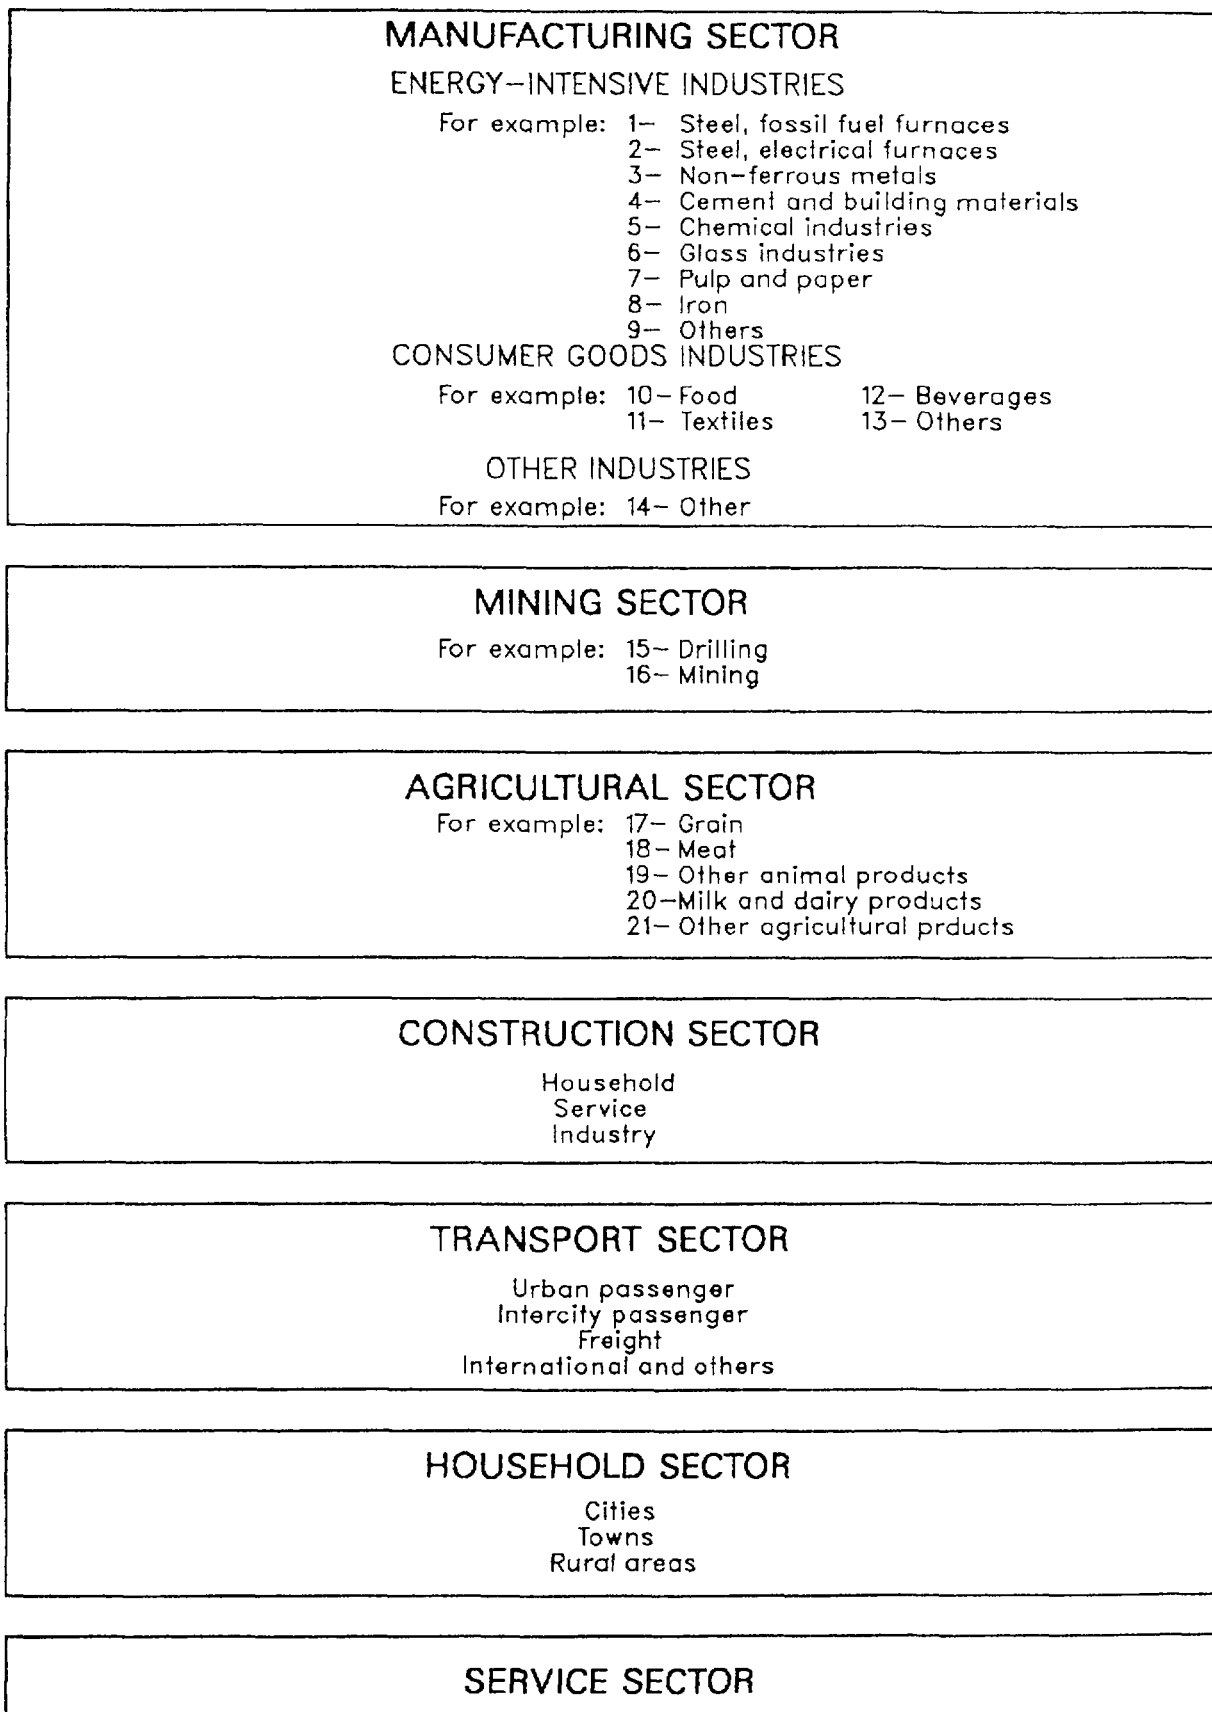 MANUFACTURING SECTOR
ENERGY-INTENSIVE INDUSTRIES
For example: 1- Steel, fossil fuel furnaces
2- Steel, electrical furnaces
3- Non-ferrous metals
4- Cement and building materials
5- Chemical industries
6- Glass industries
7- Pulp and paper
8- Iron
9- Others
CONSUMER GOODS INDUSTRIES
For example: 10- Food 12- Beverages
11- Textiles 13- Others
OTHER INDUSTRIES
For example: 14- Other
MINING SECTOR
For example: 15- Drilling
16- Mining
AGRICULTURAL SECTOR
For example: 17- Grain
18- Meat
19- Other animal products
20-Milk and dairy products
21- Other agricultural prducts
CONSTRUCTION SECTOR
Household
Service
Industry
TRANSPORT SECTOR
Urban passenger
Intercity passenger
Freight
International and others
HOUSEHOLD SECTOR
Cities
Towns
Rural areas
SERVICE SECTOR